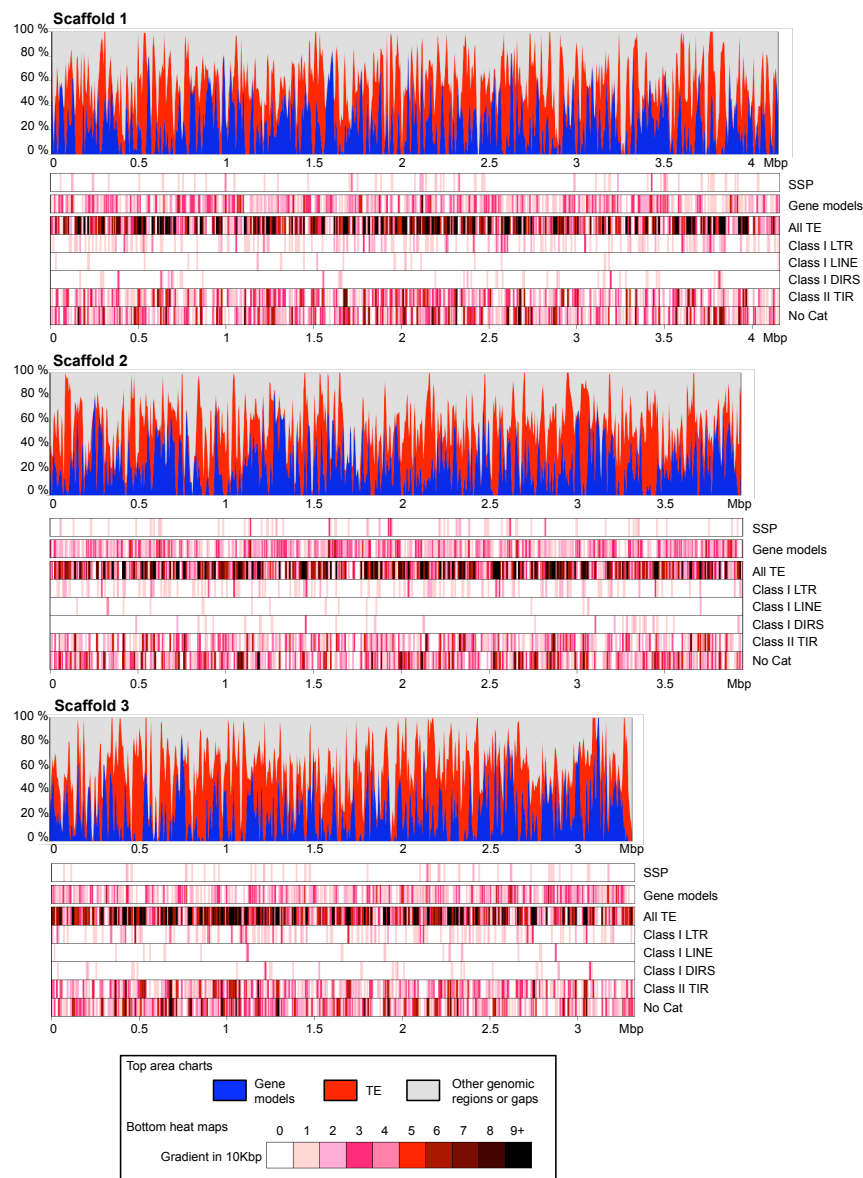 Scaffold 1
100 %
80 %
60 %
40 %
20 %
0 %
0 0.5 1 1.5 2 2.5 3 3.5 4 Mbp
SSP
Gene models
All TE
Class I LTR
Class I LINE
Class I DIRS
Class II TIR
No Cat
0 0.5 1 1.5 2 2.5 3 3.5 4 Mbp
Scaffold 2
100 %
80 %
60 %
40 %
20 %
0 %
0 0.5 1 1.5 2 2.5 3 3.5 Mbp
SSP
Gene models
All TE
Class I LTR
Class I LINE
Class I DIRS
Class II TIR
No Cat
0 0.5 1 1.5 2 2.5 3 3.5 Mbp
Scaffold 3
100 %
80 %
60 %
40 %
20 %
0 %
0 0.5 1 1.5 2 2.5 3 Mbp
SSP
Gene models
All TE
Class I LTR
Class I LINE
Class I DIRS
Class II TIR
No Cat
0 0.5 1 1.5 2 2.5 3 Mbp
Top area charts
Gene models
TE
Other genomic regions or gaps
Bottom heat maps
0 1 2 3 4 5 6 7 8 9+
Gradient in 10Kbp